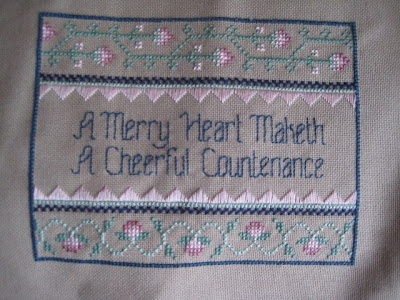 A Merry Heart Maketh
A Cheerful Countenance